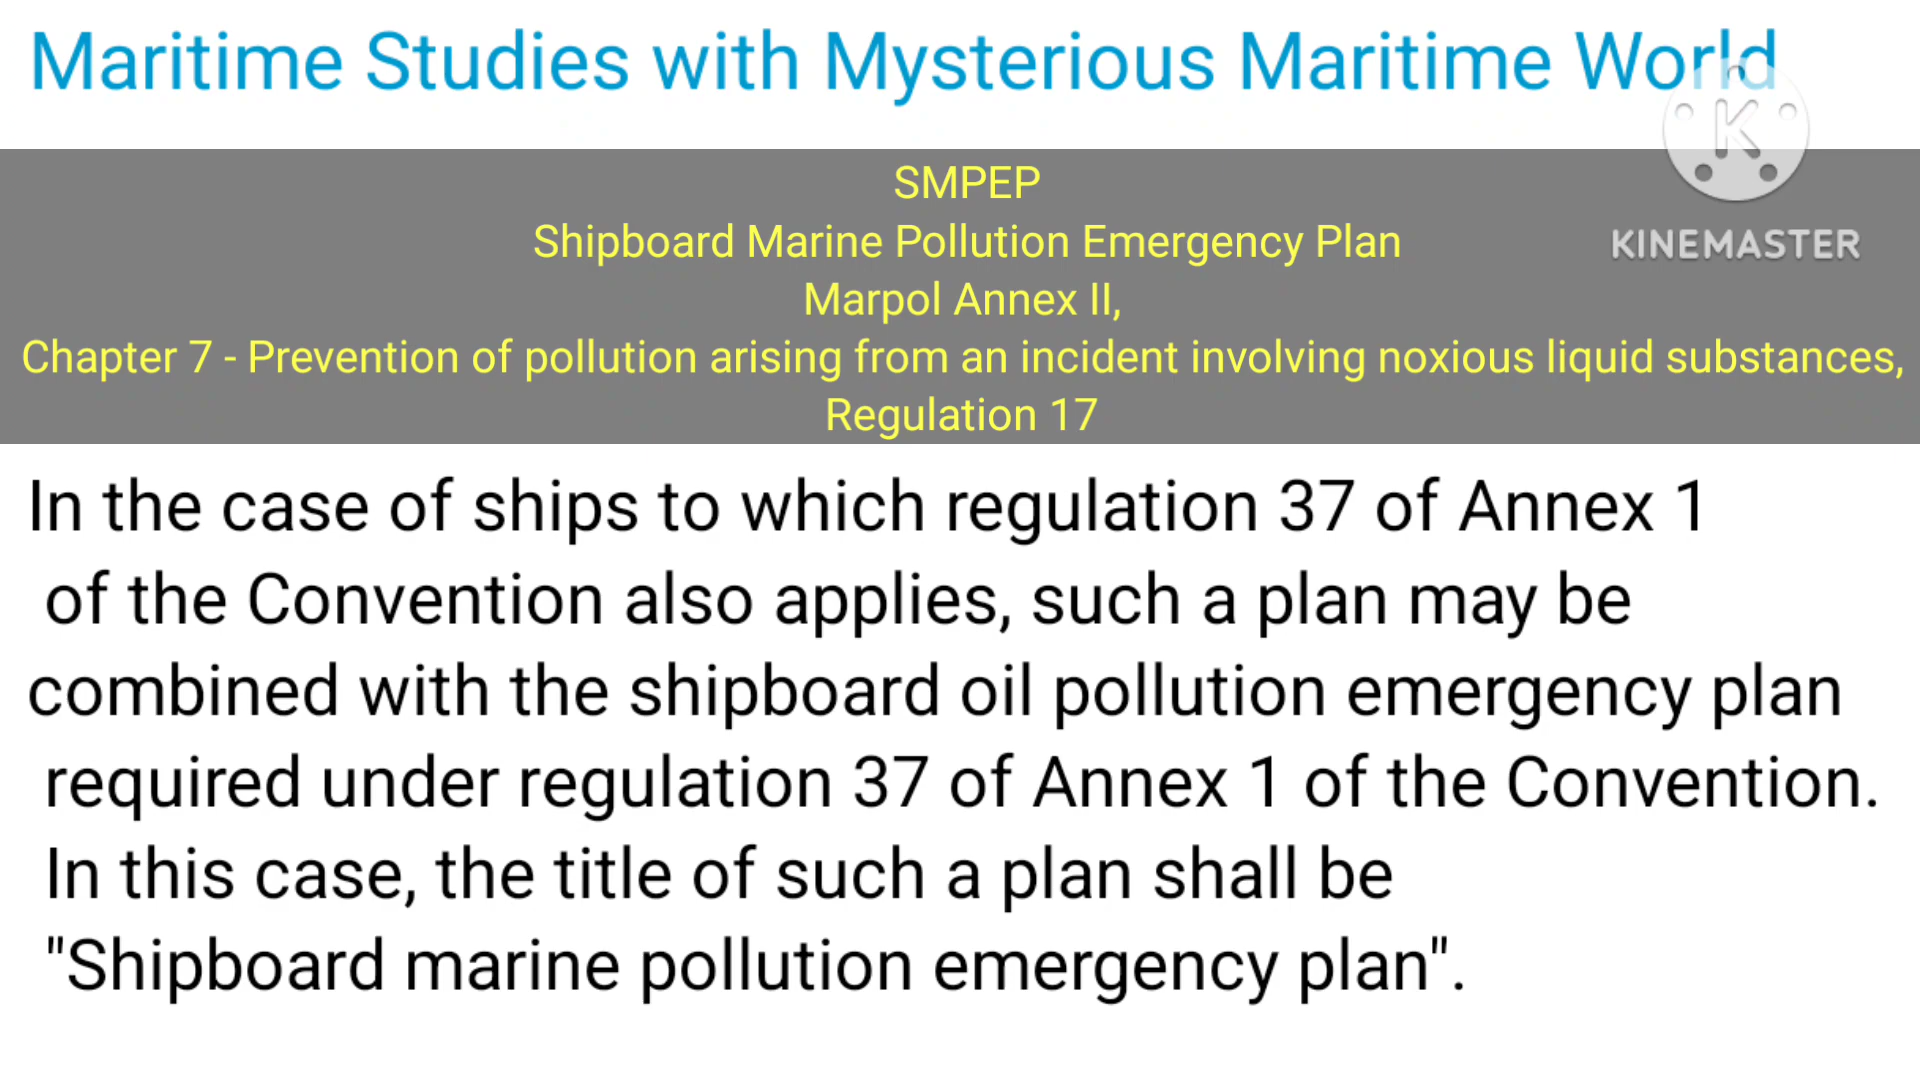 Maritime Studies with Mysterious Maritime World
K
KINEMASTER
SMPEP
Shipboard Marine Pollution Emergency Plan
Marpol Annex II,
Chapter 7 - Prevention of pollution arising from an incident involving noxious liquid substances,
Regulation 17
In the case of ships to which regulation 37 of Annex 1
of the Convention also applies, such a plan may be
combined with the shipboard oil pollution emergency plan
required under regulation 37 of Annex 1 of the Convention.
In this case, the title of such a plan shall be
"Shipboard marine pollution emergency plan".